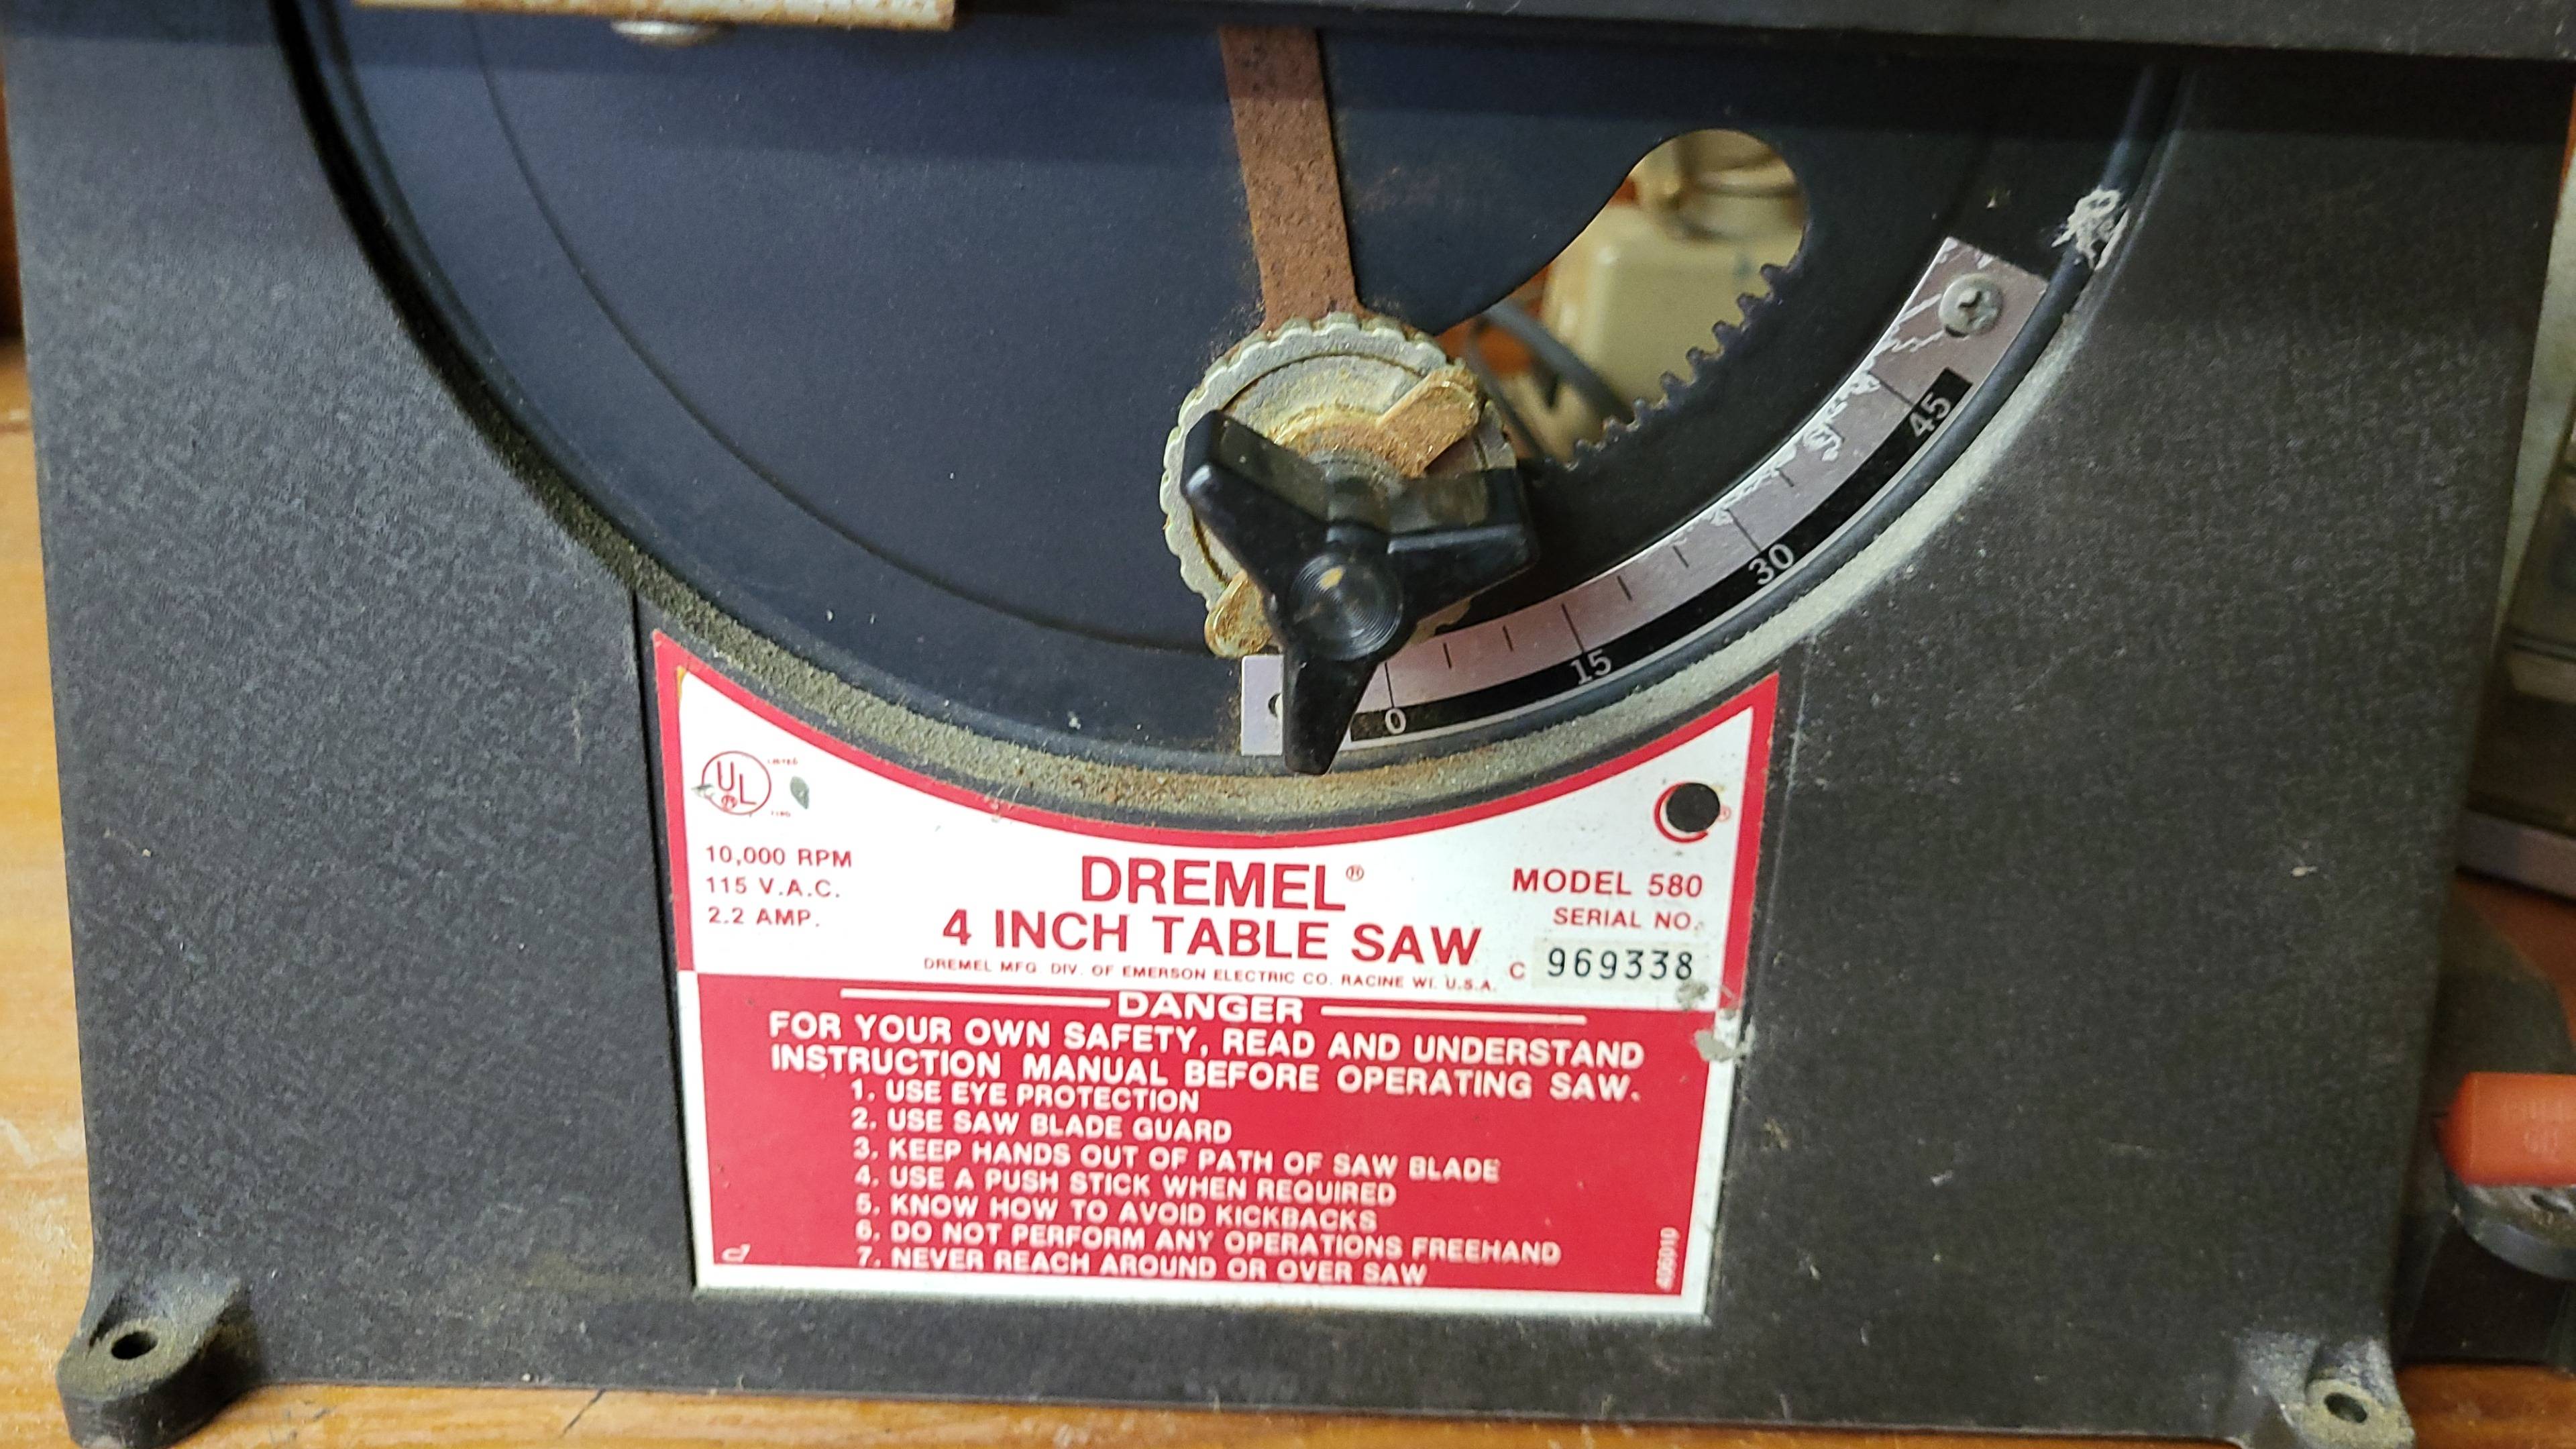 45
30
15
0
UL
10,000 RPM
115 V.A.C.
2.2 AMP.
DREMEL®
4 INCH TABLE SAW
DREMEL MFG. DIV. OF EMERSON ELECTRIC CO. RACINE WI. U.S.A.
MODEL 580
SERIAL NO.
C 969338
DANGER
FOR YOUR OWN SAFETY, READ AND UNDERSTAND
INSTRUCTION MANUAL BEFORE OPERATING SAW.
1. USE EYE PROTECTION
2. USE SAW BLADE GUARD
3. KEEP HANDS OUT OF PATH OF SAW BLADE
4. USE A PUSH STICK WHEN REQUIRED
5. KNOW HOW TO AVOID KICKBACKS
6. DO NOT PERFORM ANY OPERATIONS FREEHAND
7. NEVER REACH AROUND OR OVER SAW